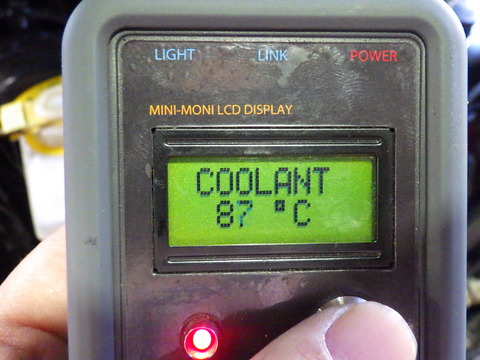 LIGHT LINK POWER
MINI-MONI LCD DISPLAY
COOLANT
87 °C